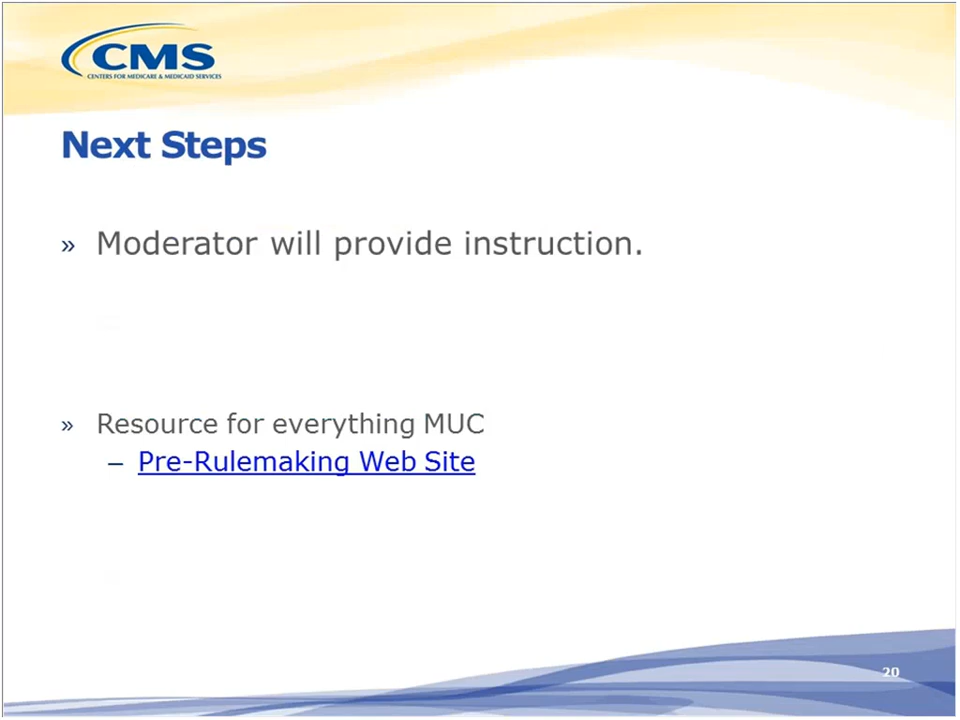 CMS
CENTERS FOR MEDICARE & MEDICAID SERVICES
Next Steps
» Moderator will provide instruction.
» Resource for everything MUC
– Pre-Rulemaking Web Site
20